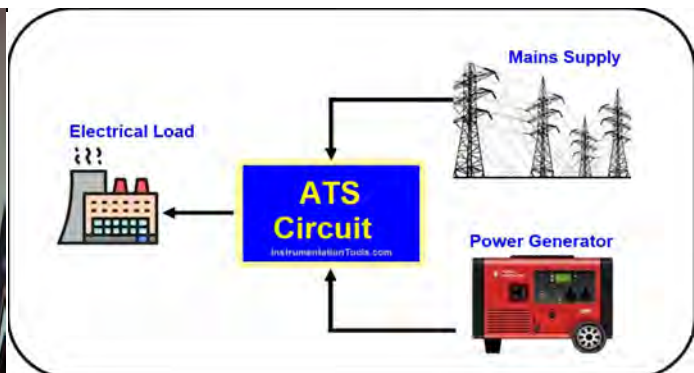 Mains Supply
Electrical Load
ATS
Circuit
InstrumentationTools.com
Power Generator